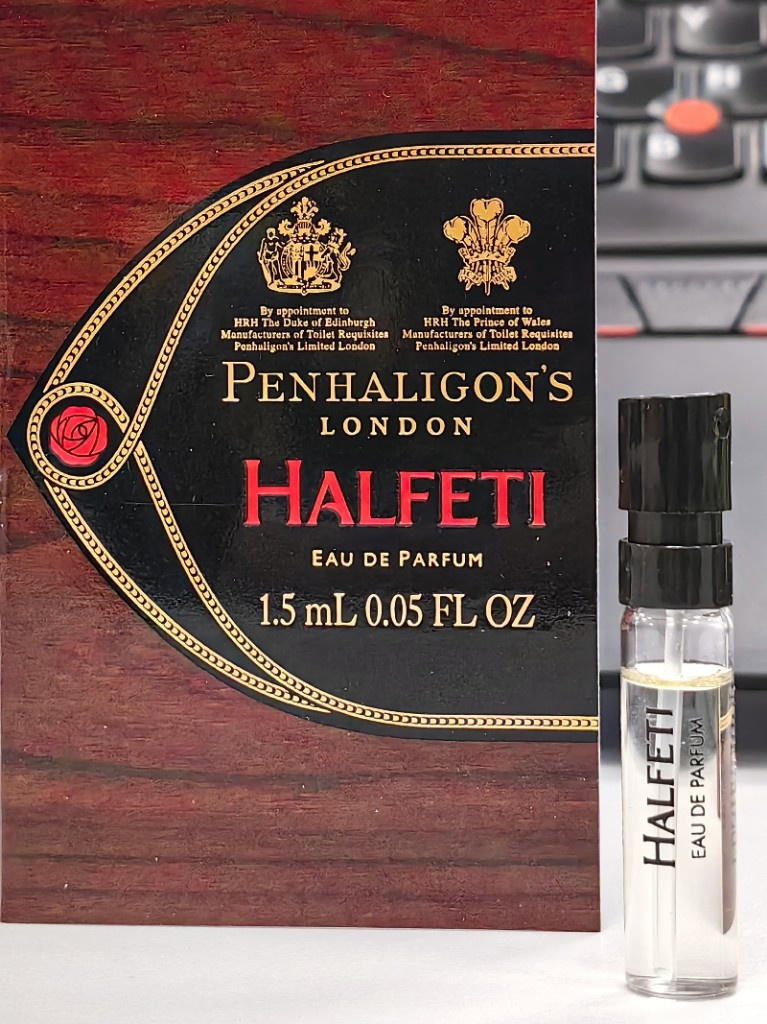 By appointment to
HRH The Duke of Edinburgh
Manufacturers of Toilet Requisites
Penhaligon's Limited London
By appointment to
HRH The Prince of Wales
Manufacturers of Toilet Requisites
Penhaligon's Limited London
PENHALIGON'S
LONDON
HALFETI
EAU DE PARFUM
1.5 mL 0.05 FL OZ
HALFETI
EAU DE PARFUM